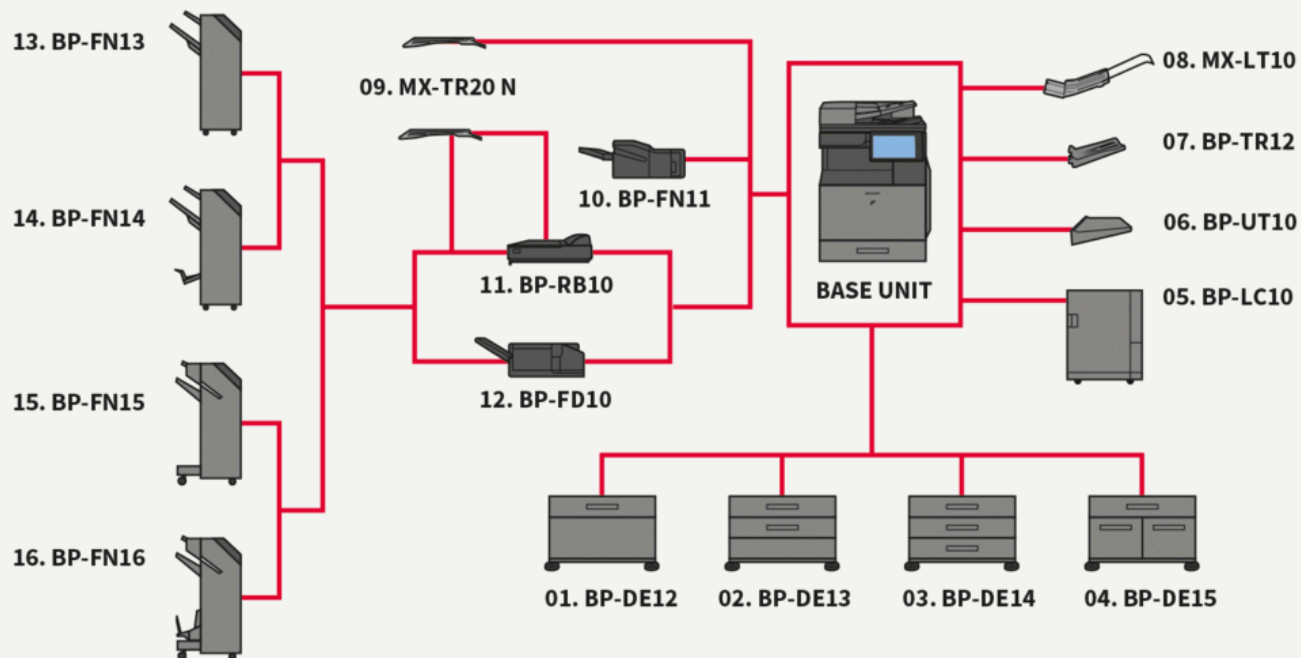 13. BP-FN13
09. MX-TR20 N
08. MX-LT10
07. BP-TR12
14. BP-FN14
10. BP-FN11
06. BP-UT10
11. BP-RB10
BASE UNIT
05. BP-LC10
15. BP-FN15
12. BP-FD10
16. BP-FN16
01. BP-DE12
02. BP-DE13
03. BP-DE14
04. BP-DE15